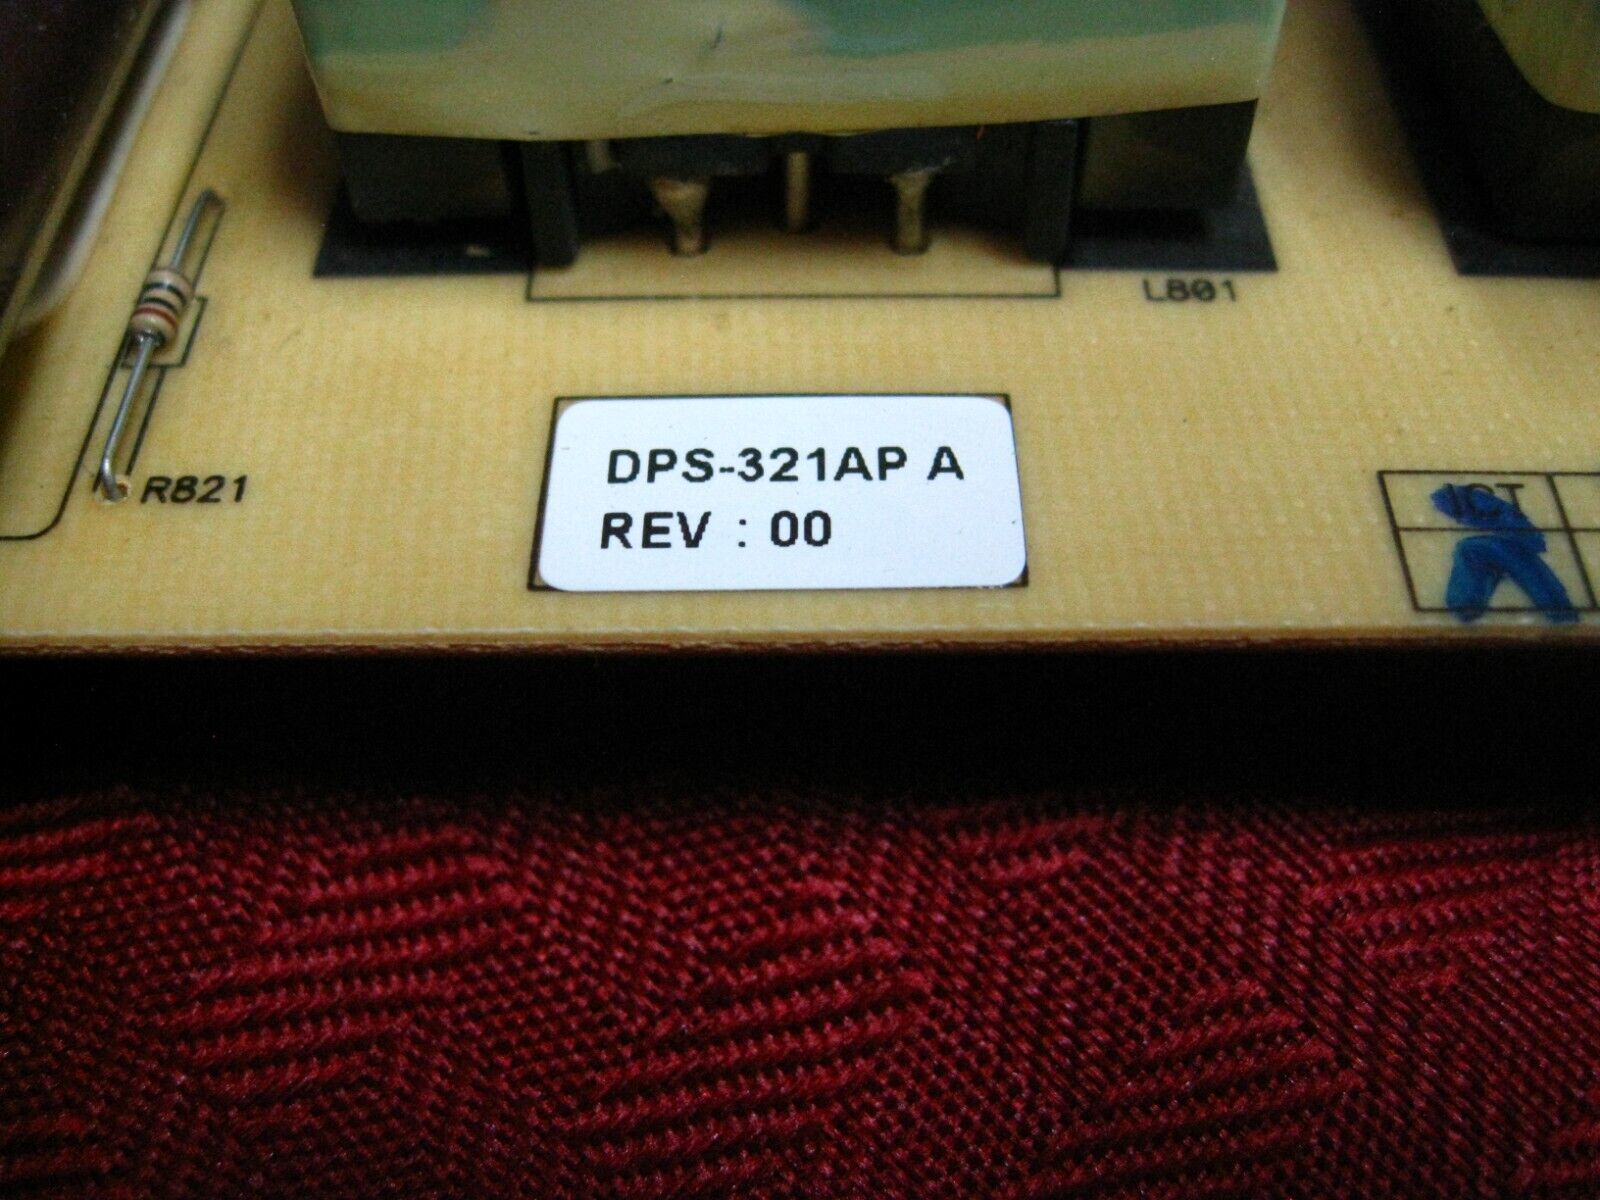 L801
R821
DPS-321AP A
REV : 00
ICT